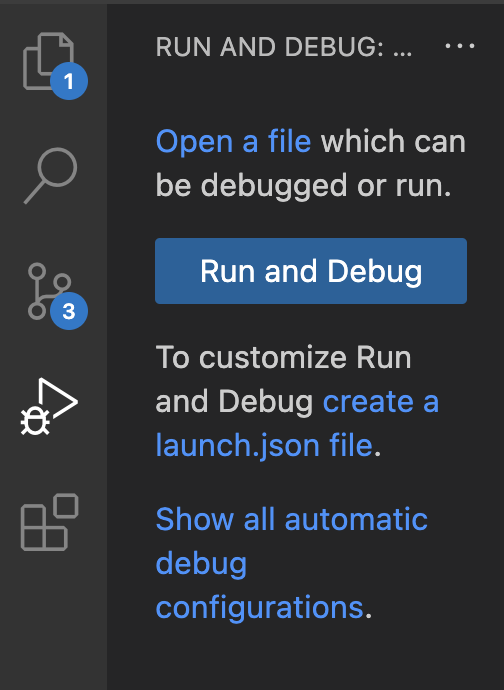 RUN AND DEBUG: ...
1
Open a file which can
be debugged or run.
Run and Debug
3
To customize Run
and Debug create a
launch.json file.
Show all automatic
debug
configurations.